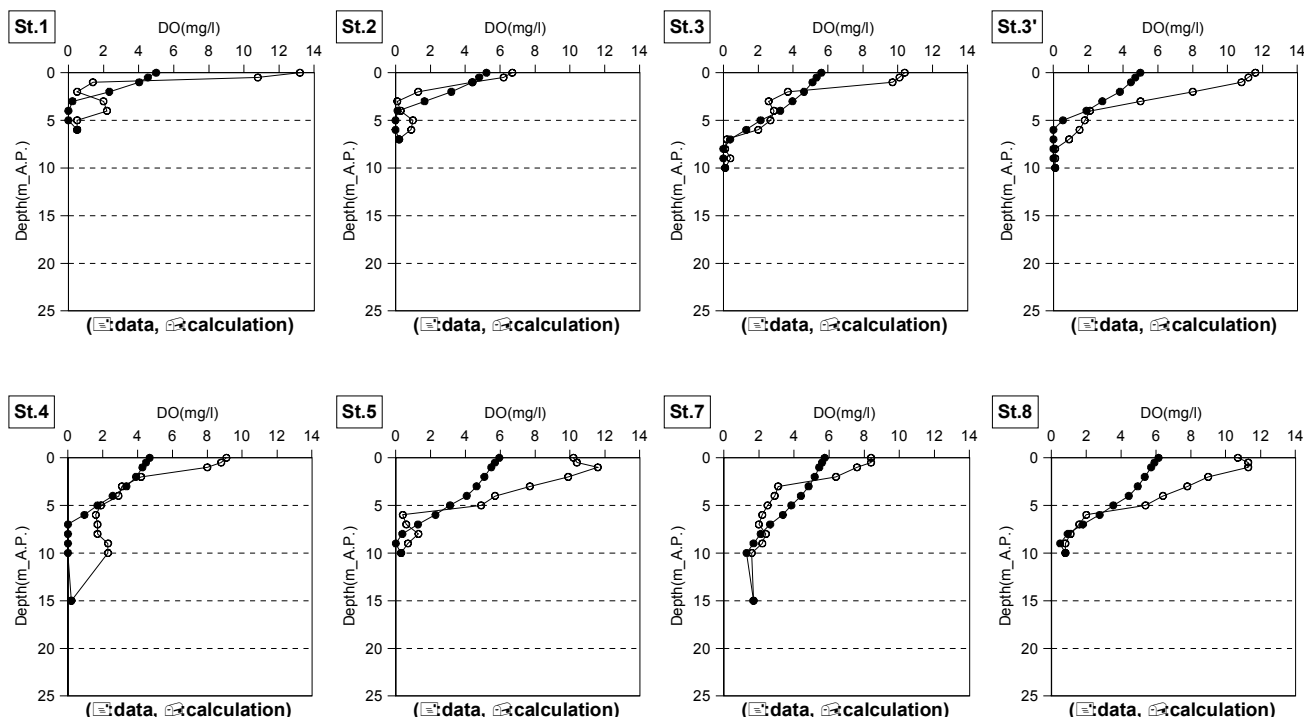 St.1 DO(mg/l)
0 2 4 6 8 10 12 14
0
5
10
15
20
25
Depth(m_A.P.)
(:data, :calculation)
St.2 DO(mg/l)
0 2 4 6 8 10 12 14
0
5
10
15
20
25
Depth(m_A.P.)
(:data, :calculation)
St.3 DO(mg/l)
0 2 4 6 8 10 12 14
0
5
10
15
20
25
Depth(m_A.P.)
(:data, :calculation)
St.3' DO(mg/l)
0 2 4 6 8 10 12 14
0
5
10
15
20
25
Depth(m_A.P.)
(:data, :calculation)
St.4 DO(mg/l)
0 2 4 6 8 10 12 14
0
5
10
15
20
25
Depth(m_A.P.)
(:data, :calculation)
St.5 DO(mg/l)
0 2 4 6 8 10 12 14
0
5
10
15
20
25
Depth(m_A.P.)
(:data, :calculation)
St.7 DO(mg/l)
0 2 4 6 8 10 12 14
0
5
10
15
20
25
Depth(m_A.P.)
(:data, :calculation)
St.8 DO(mg/l)
0 2 4 6 8 10 12 14
0
5
10
15
20
25
Depth(m_A.P.)
(:data, :calculation)